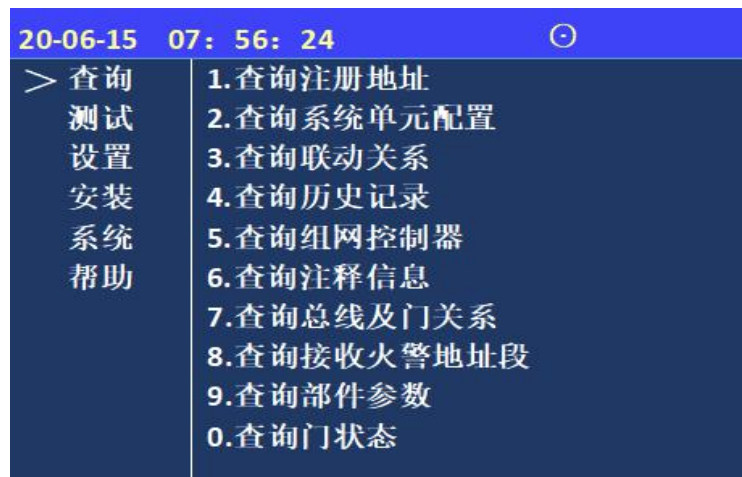 20-06-15 07：56：24
＞ 查询
测试
设置
安装
系统
帮助
1.查询注册地址
2.查询系统单元配置
3.查询联动关系
4.查询历史记录
5.查询组网控制器
6.查询注释信息
7.查询总线及门关系
8.查询接收火警地址段
9.查询部件参数
0.查询门状态